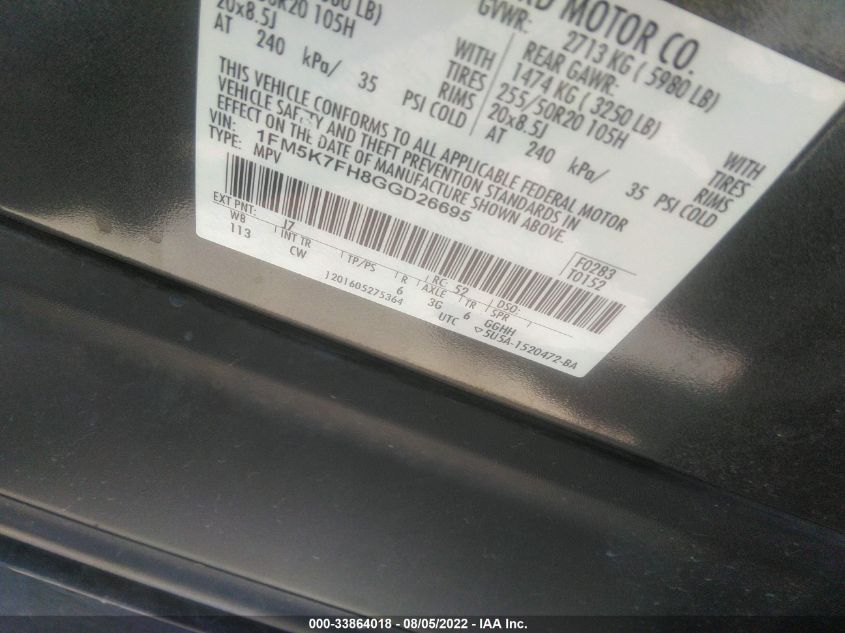 RD MOTOR CO.
GVWR: 2713 KG ( 5980 LB)
0 LB) REAR GAWR:
1474 KG ( 3250 LB)
50R20 105H WITH TIRES 255/50R20 105H WITH TIRES
20x8.5J RIMS 20x8.5J RIMS
AT 240 kPa/ 35 PSI COLD AT 240 kPa/ 35 PSI COLD
THIS VEHICLE CONFORMS TO ALL APPLICABLE FEDERAL MOTOR
VEHICLE SAFETY AND THEFT PREVENTION STANDARDS IN
EFFECT ON THE DATE OF MANUFACTURE SHOWN ABOVE.
VIN: 1FM5K7FH8GGD26695
TYPE: MPV
F0283
T0152
EXT PNT: J7 RC: 52 DSO:
WB INT TR TP/PS R AXLE TR SPR
113 CW 6 3G 6 GGHH
1201605275364 UTC ▽5U5A-1520472-BA
000-33864018 - 08/05/2022 - IAA Inc.